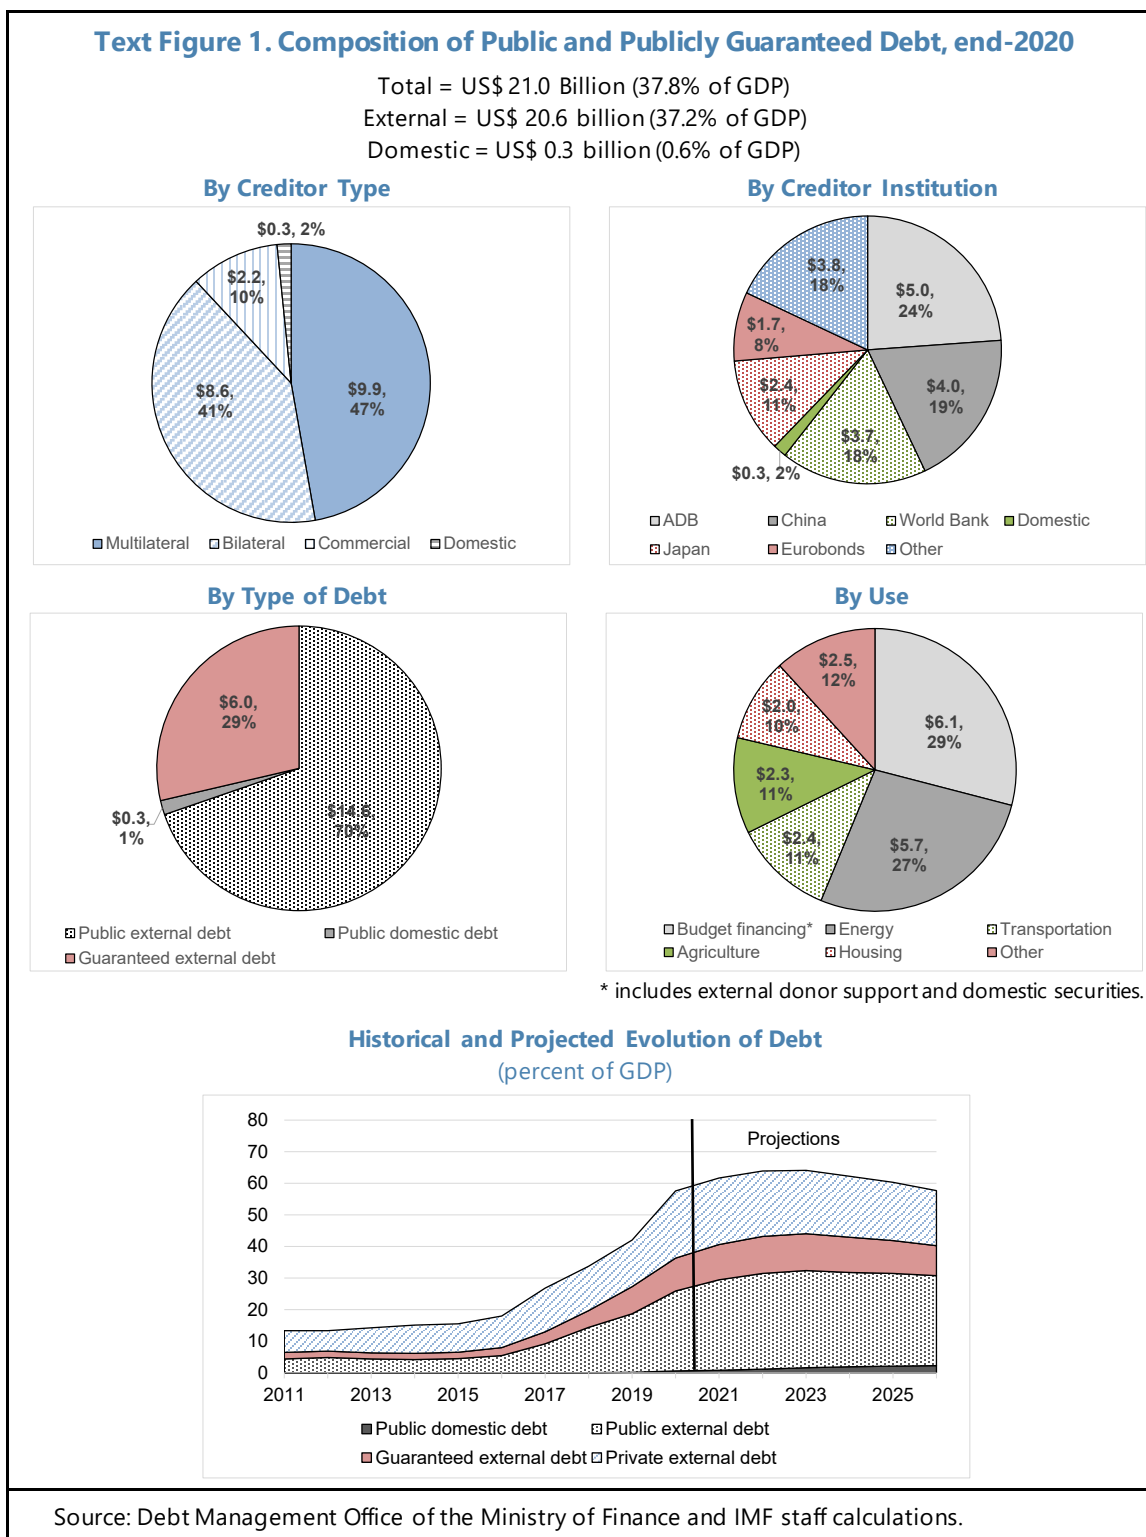 Text Figure 1. Composition of Public and Publicly Guaranteed Debt, end-2020
Total = US$ 21.0 Billion (37.8% of GDP)
External = US$ 20.6 billion (37.2% of GDP)
Domestic = US$ 0.3 billion (0.6% of GDP)
By Creditor Type
$0.3, 2%
$2.2,
10%
$8.6,
41%
$9.9,
47%
Multilateral Bilateral Commercial Domestic
By Creditor Institution
$3.8,
18%
$5.0,
24%
$1.7,
8%
$2.4,
11%
$4.0,
19%
$3.7,
18%
$0.3, 2%
ADB China World Bank Domestic
Japan Eurobonds Other
By Type of Debt
$6.0,
29%
$0.3,
1%
$14.6,
70%
Public external debt Public domestic debt
Guaranteed external debt
By Use
$2.5,
12%
$2.0,
10%
$6.1,
29%
$2.3,
11%
$2.4,
11%
$5.7,
27%
Budget financing* Energy Transportation
Agriculture Housing Other
* includes external donor support and domestic securities.
Historical and Projected Evolution of Debt
(percent of GDP)
80
70
60
50
40
30
20
10
0
Projections
2011 2013 2015 2017 2019 2021 2023 2025
Public domestic debt Public external debt
Guaranteed external debt Private external debt
Source: Debt Management Office of the Ministry of Finance and IMF staff calculations.